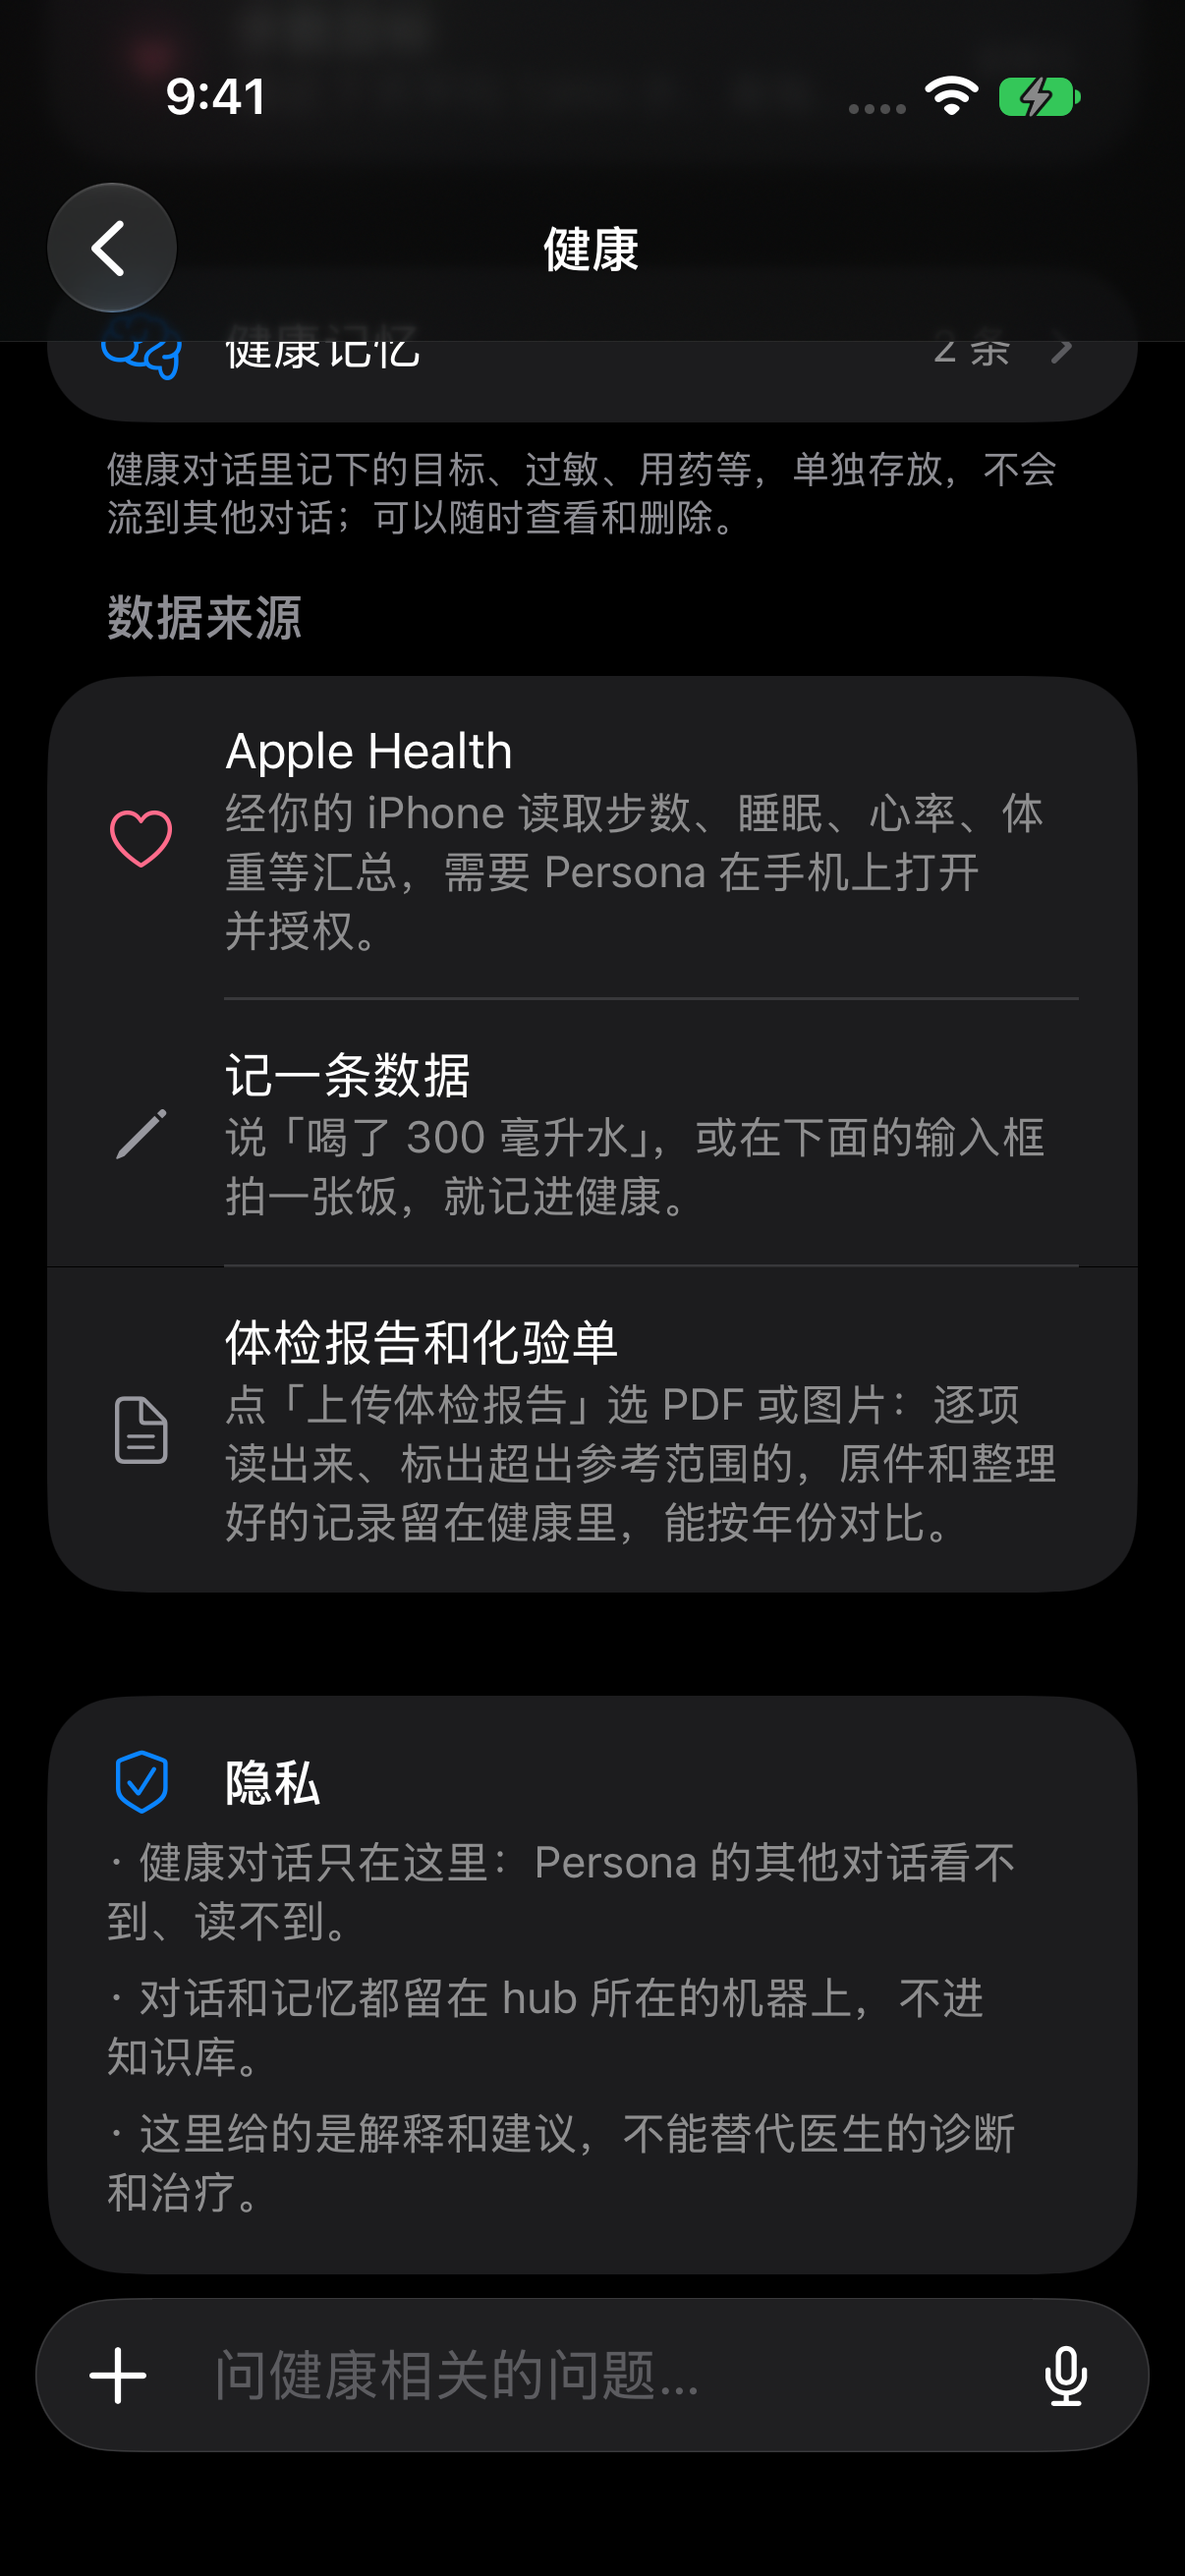 9:41
健康
健康记忆
2 条
健康对话里记下的目标、过敏、用药等，单独存放，不会
流到其他对话；可以随时查看和删除。
数据来源
Apple Health
经你的 iPhone 读取步数、睡眠、心率、体
重等汇总，需要 Persona 在手机上打开
并授权。
记一条数据
说「喝了 300 毫升水」，或在下面的输入框
拍一张饭，就记进健康。
体检报告和化验单
点「上传体检报告」选 PDF 或图片：逐项
读出来、标出超出参考范围的，原件和整理
好的记录留在健康里，能按年份对比。
隐私
· 健康对话只在这里：Persona 的其他对话看不
到、读不到。
· 对话和记忆都留在 hub 所在的机器上，不进
知识库。
· 这里给的是解释和建议，不能替代医生的诊断
和治疗。
问健康相关的问题...